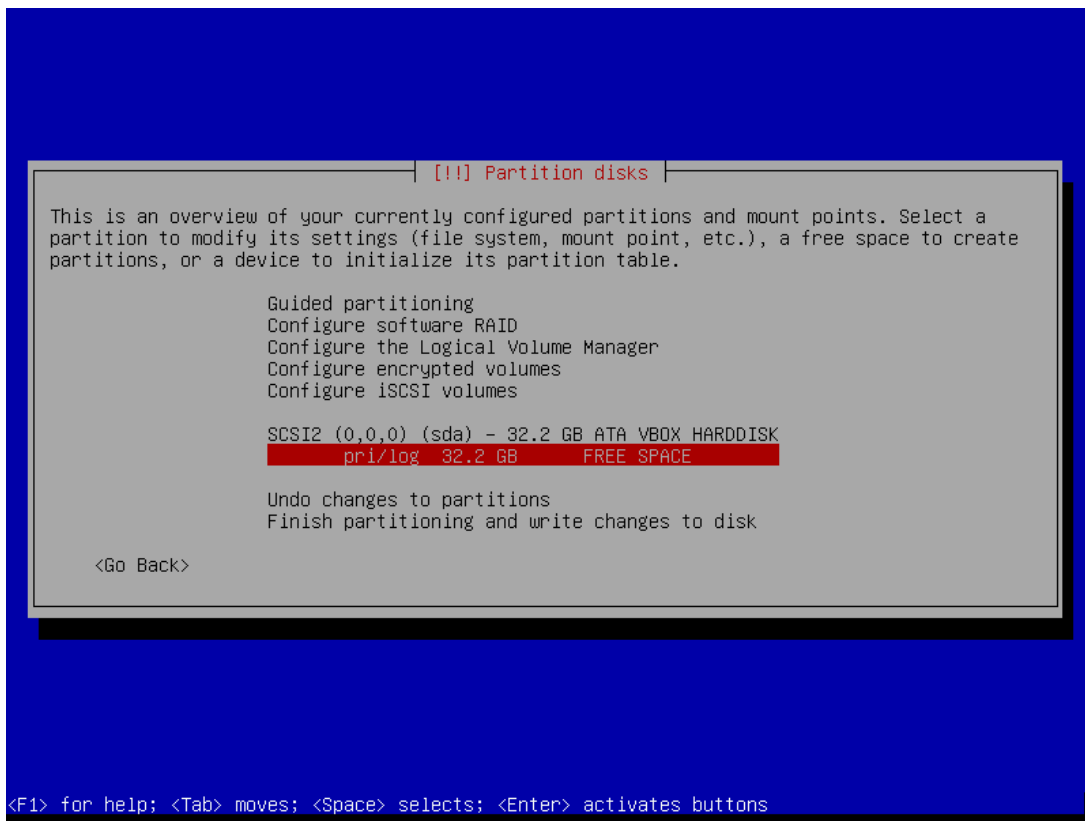 [!!] Partition disks
This is an overview of your currently configured partitions and mount points. Select a
partition to modify its settings (file system, mount point, etc.), a free space to create
partitions, or a device to initialize its partition table.
Guided partitioning
Configure software RAID
Configure the Logical Volume Manager
Configure encrypted volumes
Configure iSCSI volumes
SCSI2 (0,0,0) (sda) - 32.2 GB ATA VBOX HARDDISK
pri/log 32.2 GB FREE SPACE
Undo changes to partitions
Finish partitioning and write changes to disk
<Go Back>
<F1> for help; <Tab> moves; <Space> selects; <Enter> activates buttons